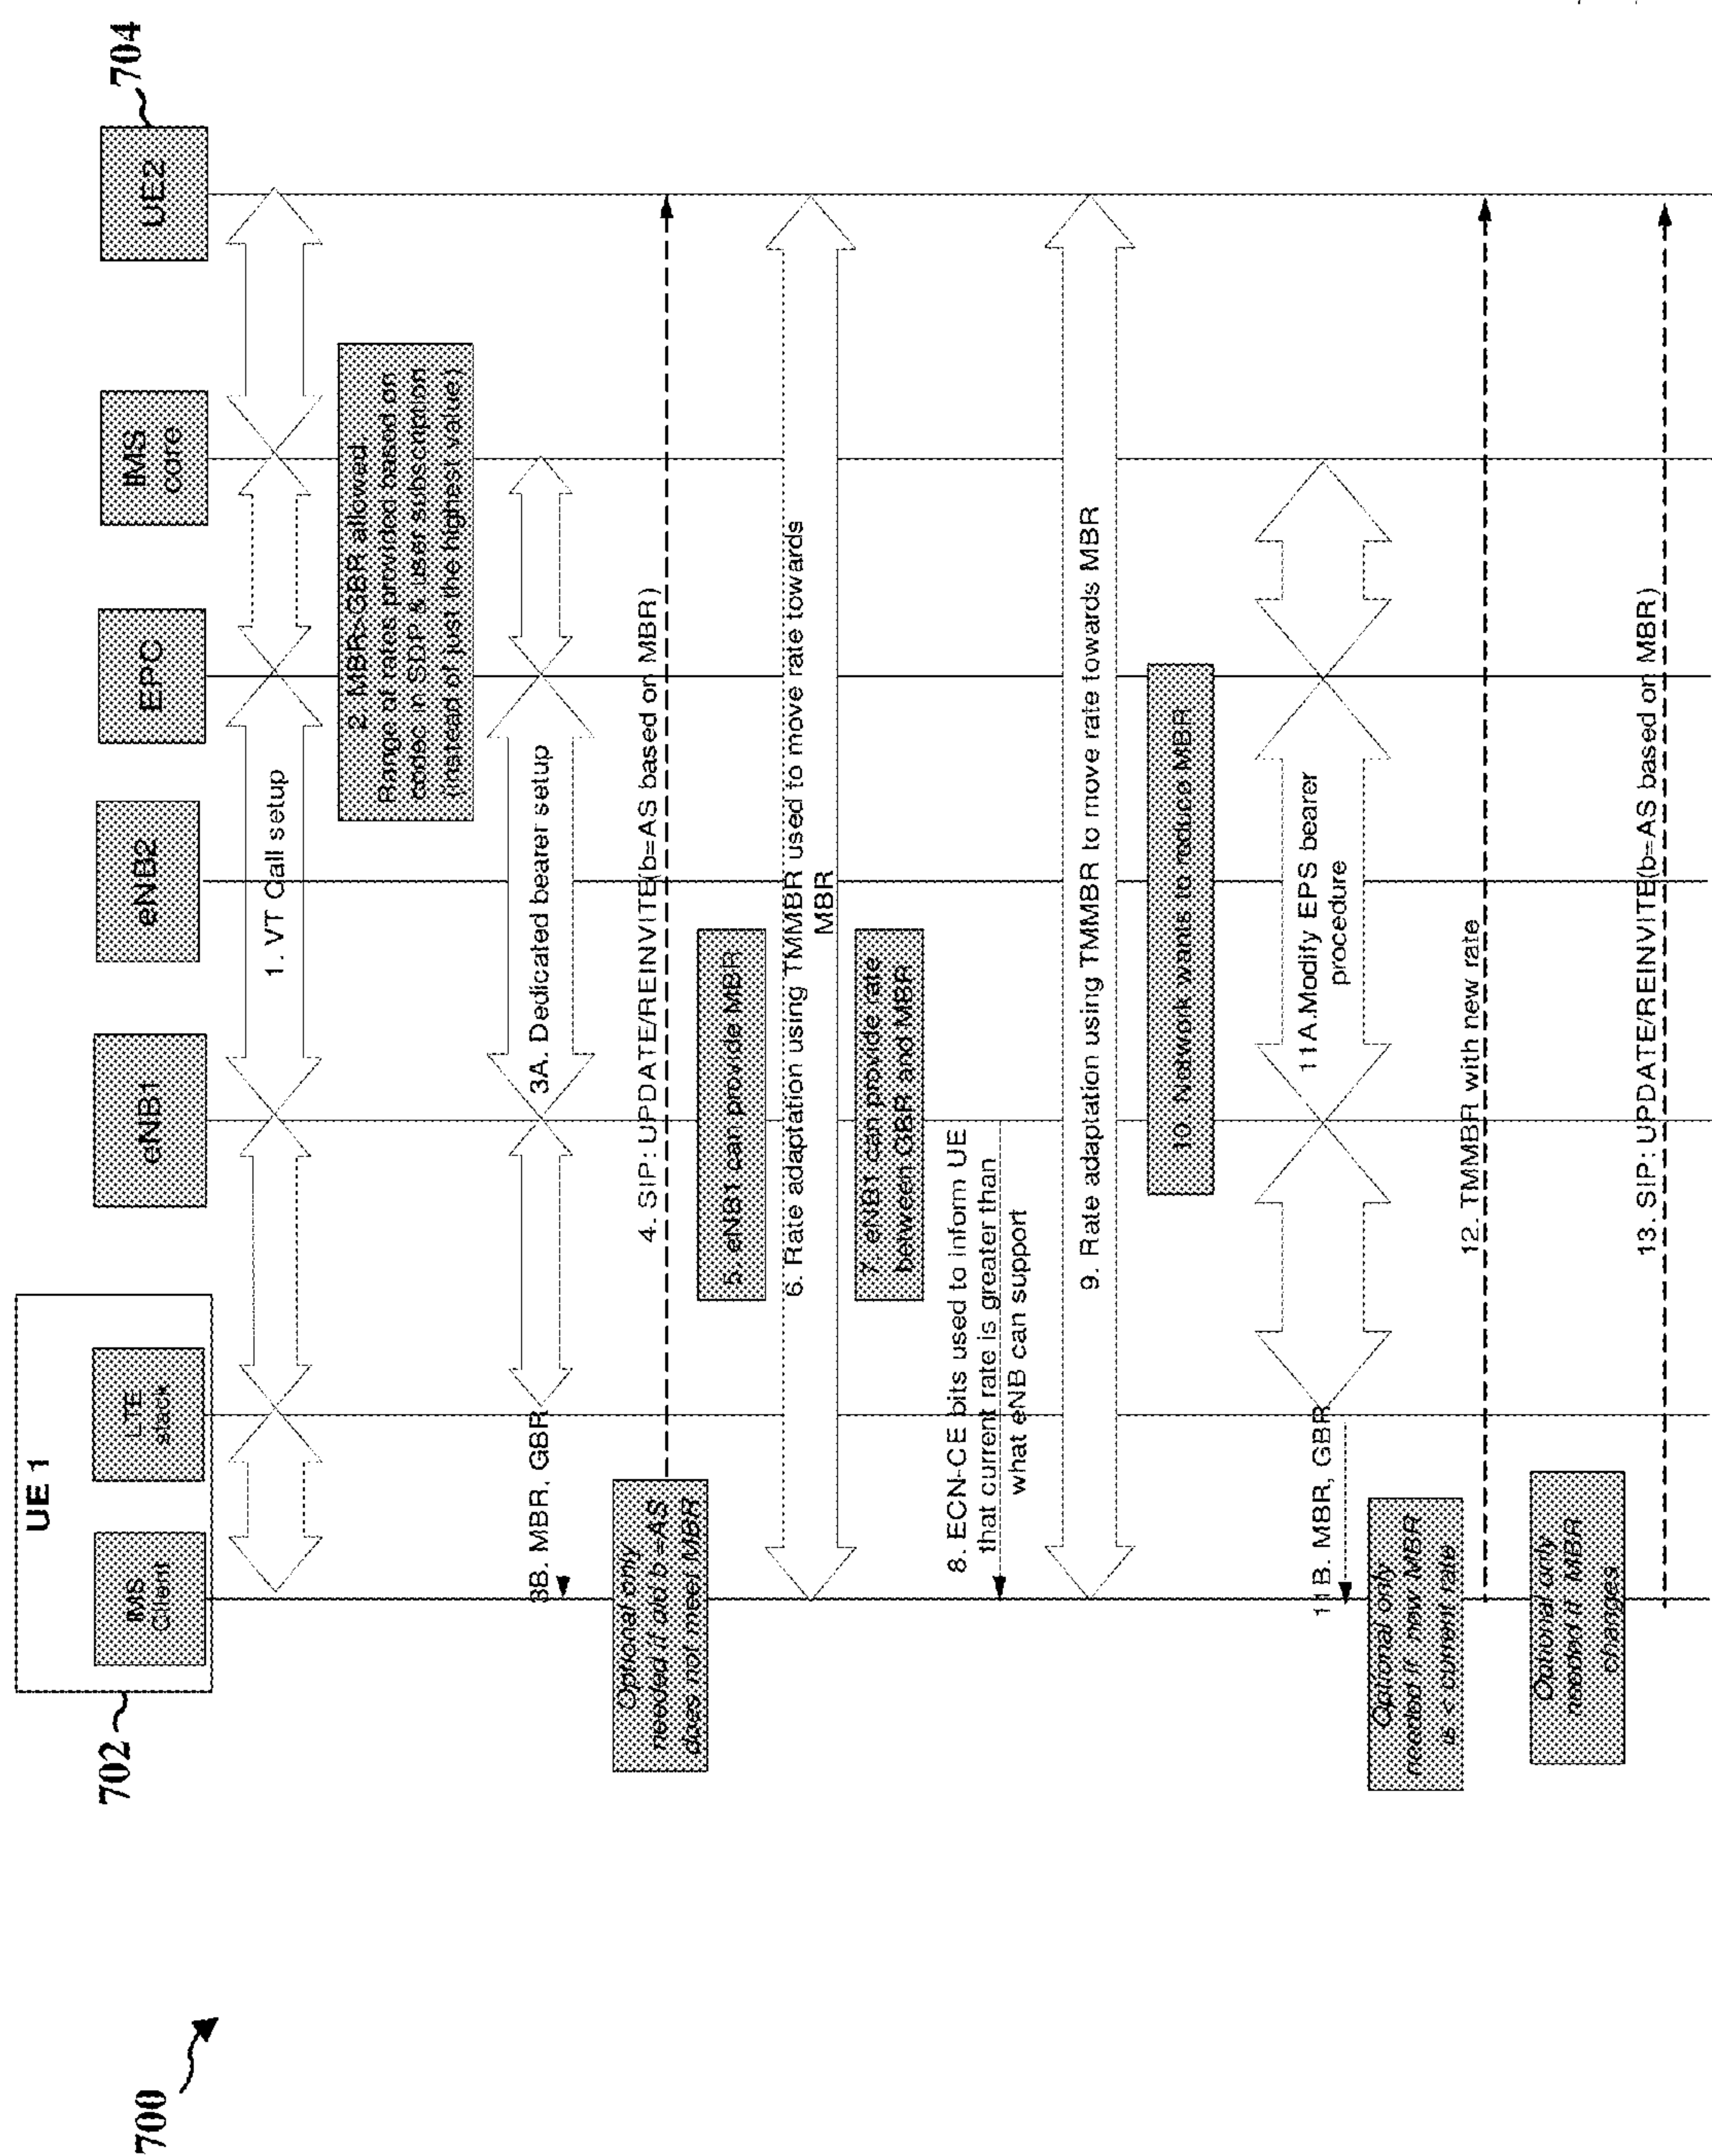 700
702
UE 1
IMS
Client
LTE
stack
eNB1
eNB2
EPC
IMS
core
UE2
704
1. VT Call setup
2. MBR>GBR allowed
Range of rates provided based on
codec in SDP & user subscription
(instead of just the highest value)
3A. Dedicated bearer setup
3B. MBR, GBR
Optional only
needed if old b=AS
does not meet MBR
4. SIP: UPDATE/REINVITE(b=AS based on MBR)
5. eNB1 can provide MBR
6. Rate adaptation using TMMBR used to move rate towards
MBR
7. eNB1 can provide rate
between GBR and MBR
8. ECN-CE bits used to inform UE
that current rate is greater than
what eNB can support
9. Rate adaptation using TMMBR to move rate towards MBR
10. Network wants to reduce MBR
11A.Modify EPS bearer
procedure
11B. MBR, GBR
Optional only
needed if new MBR
is < current rate
12. TMMBR with new rate
Optional only
needed if MBR
changes
13. SIP: UPDATE/REINVITE(b=AS based on MBR)